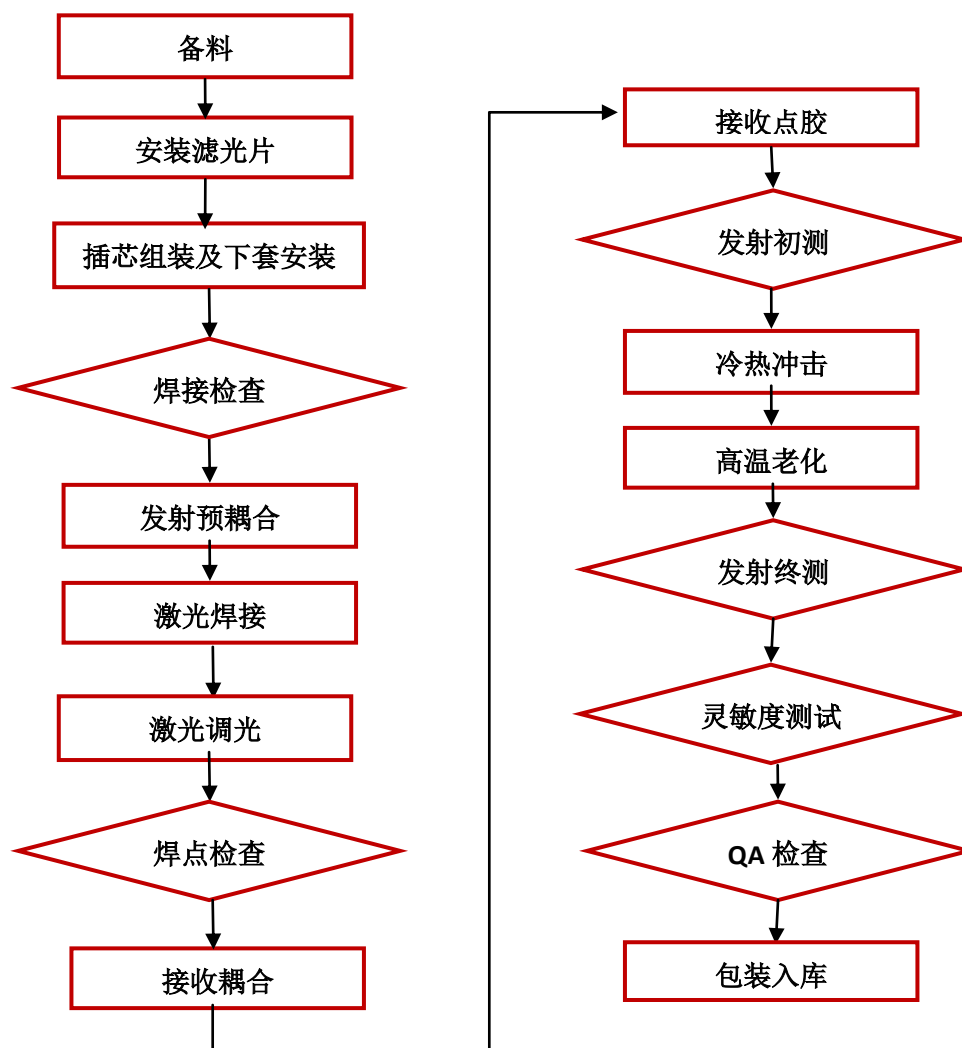 备料
安装滤光片
插芯组装及下套安装
焊接检查
发射预耦合
激光焊接
激光调光
焊点检查
接收耦合
接收点胶
发射初测
冷热冲击
高温老化
发射终测
灵敏度测试
QA 检查
包装入库